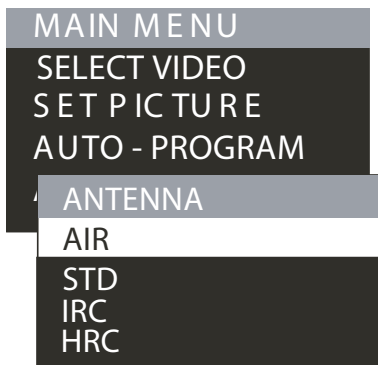 MAIN MENU
SELECT VIDEO
SET PICTURE
AUTO - PROGRAM
ANTENNA
AIR
STD
IRC
HRC